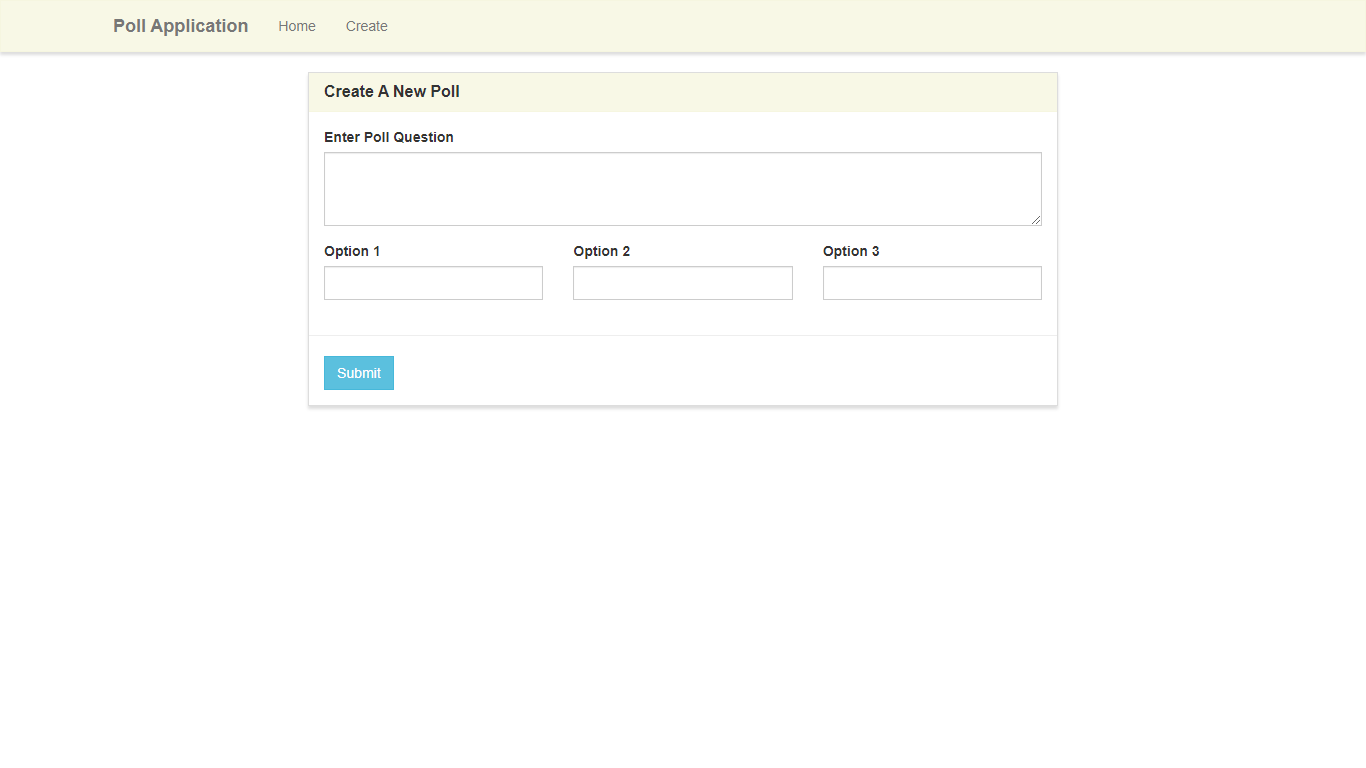 Poll Application Home Create
Create A New Poll
Enter Poll Question
Option 1 Option 2 Option 3
Submit